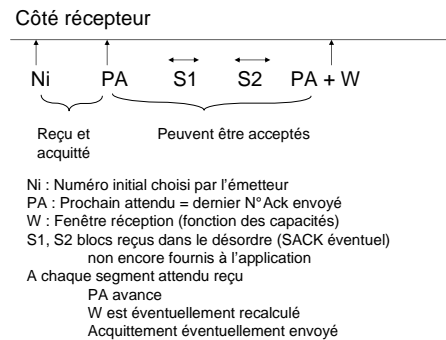 Côté récepteur
Ni PA S1 S2 PA + W
Reçu et
acquitté
Peuvent être acceptés
Ni : Numéro initial choisi par l'émetteur
PA : Prochain attendu = dernier N°Ack envoyé
W : Fenêtre réception (fonction des capacités)
S1, S2 blocs reçus dans le désordre (SACK éventuel)
non encore fournis à l'application
A chaque segment attendu reçu
PA avance
W est éventuellement recalculé
Acquittement éventuellement envoyé